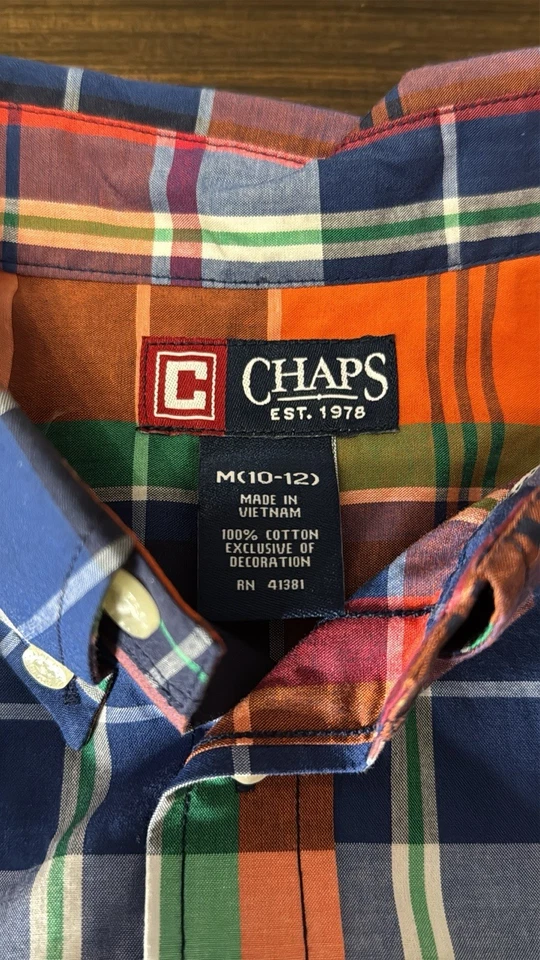 C
CHAPS
EST. 1978
M(10-12)
MADE IN
VIETNAM
100% COTTON
EXCLUSIVE OF
DECORATION
RN 41381